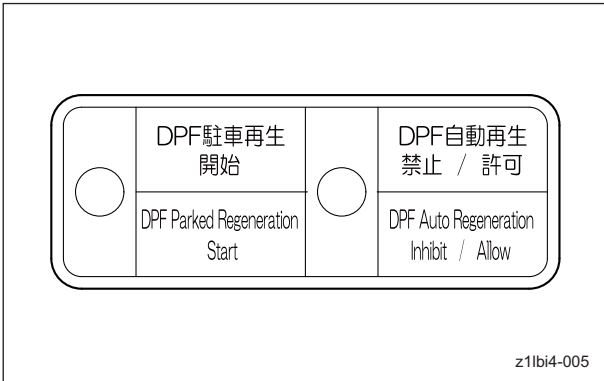 DPF駐車再生
開始
DPF Parked Regeneration
Start
DPF自動再生
禁止 / 許可
DPF Auto Regeneration
Inhibit / Allow
z1lbi4-005